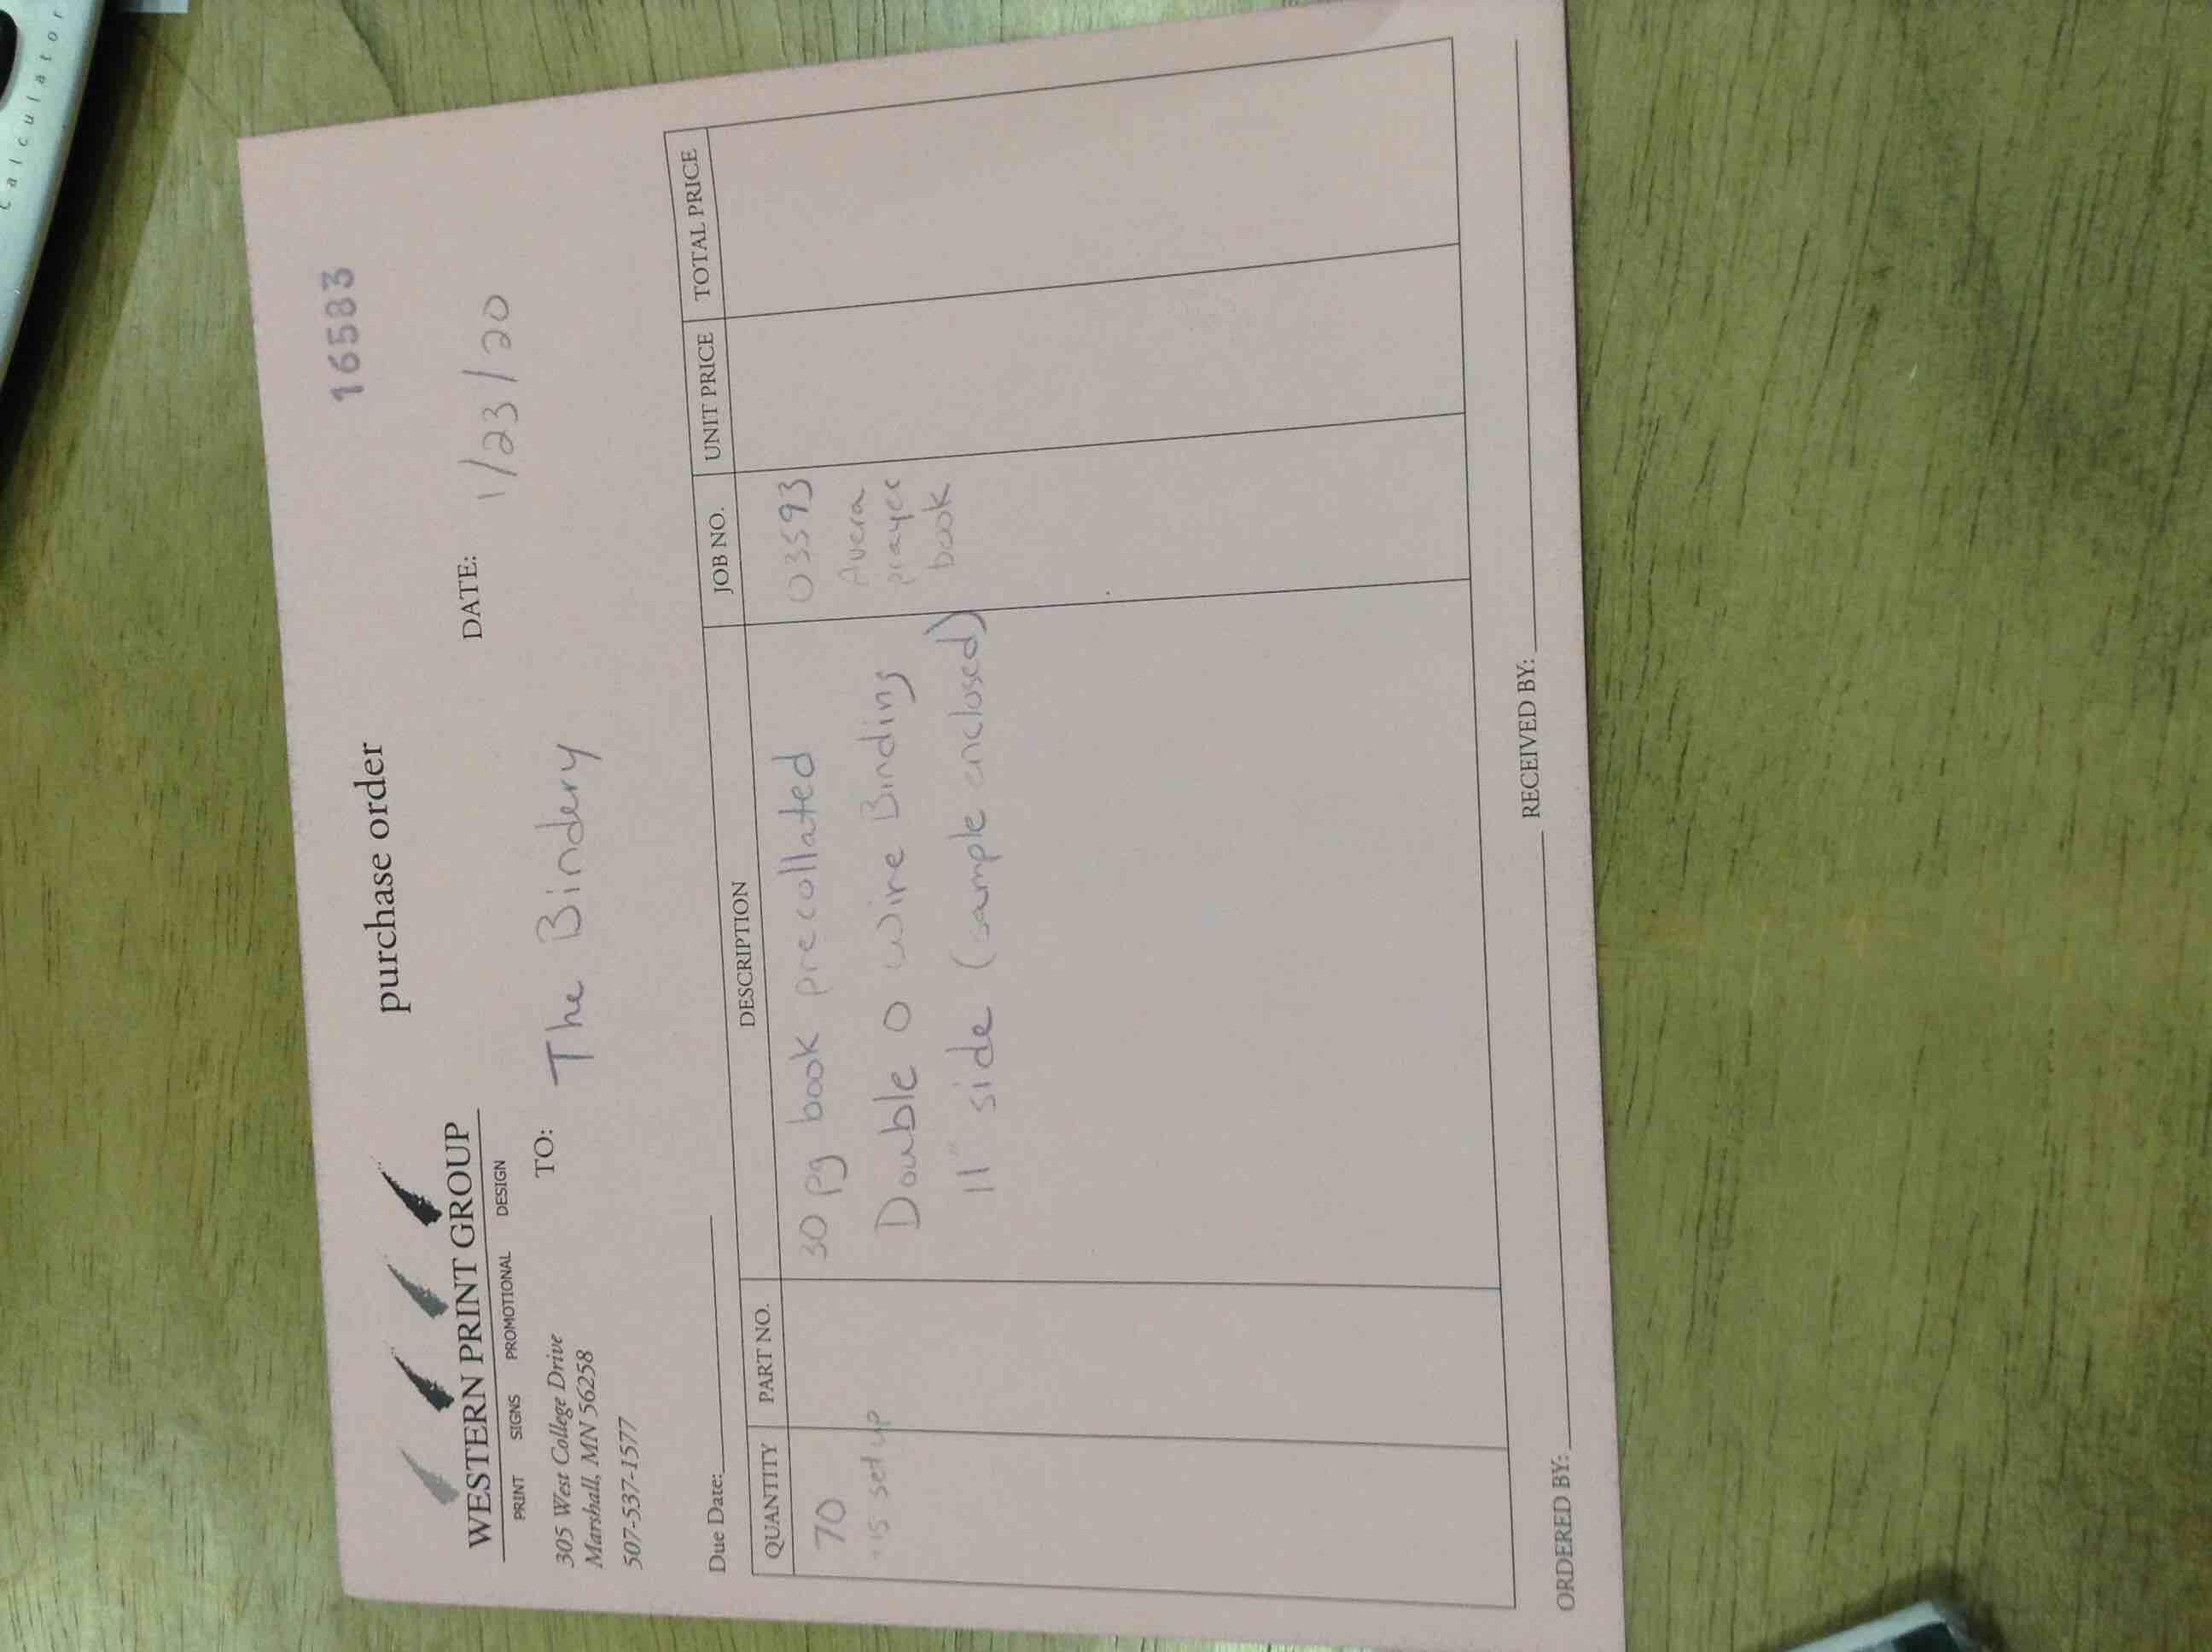 calculator
16583
purchase order
WESTERN PRINT GROUP
PRINT SIGNS PROMOTIONAL DESIGN
DATE: 1/23/20
305 West College Drive
Marshall, MN 56258
507-537-1577
TO: The Bindery
Due Date:
QUANTITY PART NO. DESCRIPTION JOB NO. UNIT PRICE TOTAL PRICE
70 30 pg book precollated 03593
15 set up Double O Wire Binding Avera
prayer
11" side (sample enclosed) book
ORDERED BY: RECEIVED BY: